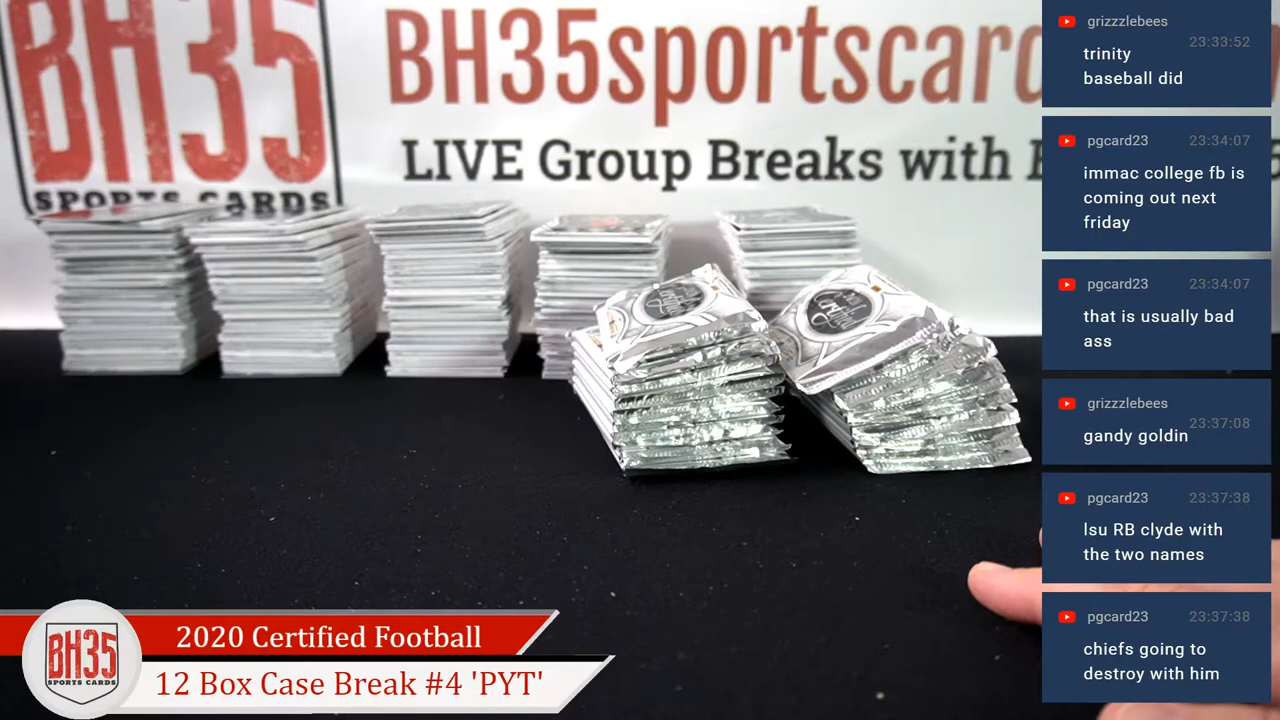 BH35
SPORTS CARDS
BH35sportscard
LIVE Group Breaks with
grizzzlebees
23:33:52
trinity
baseball did
pgcard23 23:34:07
immac college fb is
coming out next
friday
pgcard23 23:34:07
that is usually bad
ass
grizzzlebees
23:37:08
gandy goldin
pgcard23 23:37:38
lsu RB clyde with
the two names
pgcard23 23:37:38
chiefs going to
destroy with him
Certified
Certified
BH35
SPORTS CARDS
2020 Certified Football
12 Box Case Break #4 'PYT'